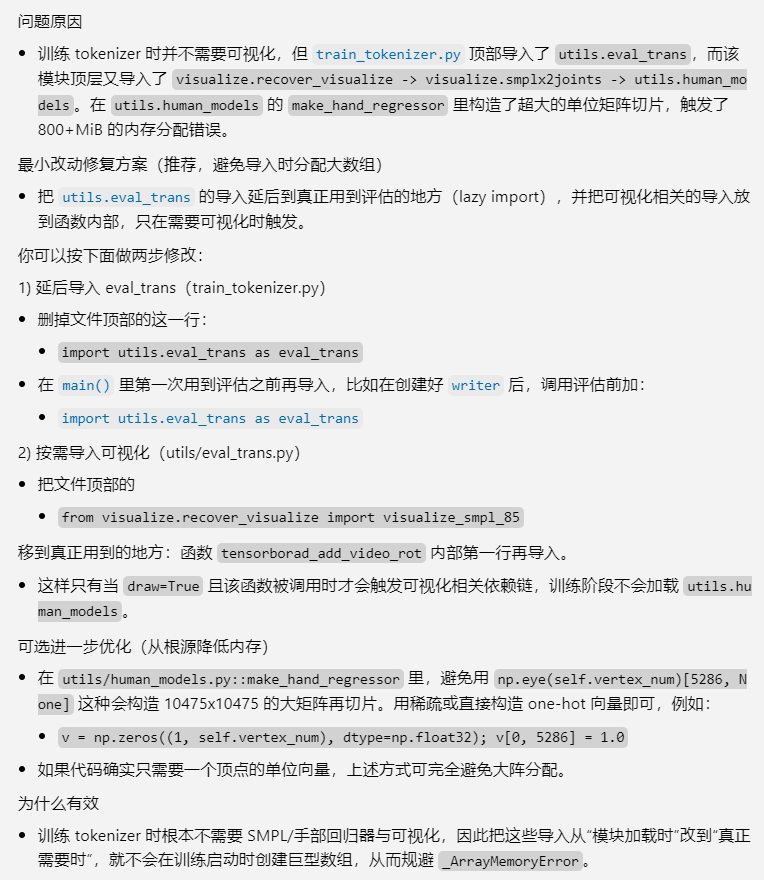 问题原因
训练 tokenizer 时并不需要可视化，但 train_tokenizer.py 顶部导入了 utils.eval_trans，而该
模块顶层又导入了 visualize.recover_visualize -> visualize.smplx2joints -> utils.human_mo
dels。在 utils.human_models 的 make_hand_regressor 里构造了超大的单位矩阵切片，触发了
800+MiB 的内存分配错误。
最小改动修复方案（推荐，避免导入时分配大数组）
把 utils.eval_trans 的导入延后到真正用到评估的地方（lazy import），并把可视化相关的导入放
到函数内部，只在需要可视化时触发。
你可以按下面做两步修改：
1) 延后导入 eval_trans（train_tokenizer.py）
删掉文件顶部的这一行：
import utils.eval_trans as eval_trans
在 main() 里第一次用到评估之前再导入，比如在创建好 writer 后，调用评估前加：
import utils.eval_trans as eval_trans
2) 按需导入可视化（utils/eval_trans.py）
把文件顶部的
from visualize.recover_visualize import visualize_smpl_85
移到真正用到的地方：函数 tensorborad_add_video_rot 内部第一行再导入。
这样只有当 draw=True 且该函数被调用时才会触发可视化相关依赖链，训练阶段不会加载 utils.hu
man_models。
可选进一步优化（从根源降低内存）
在 utils/human_models.py::make_hand_regressor 里，避免用 np.eye(self.vertex_num)[5286, N
one] 这种会构造 10475x10475 的大矩阵再切片。用稀疏或直接构造 one-hot 向量即可，例如：
v = np.zeros((1, self.vertex_num), dtype=np.float32); v[0, 5286] = 1.0
如果代码确实只需要一个顶点的单位向量，上述方式可完全避免大阵分配。
为什么有效
训练 tokenizer 时根本不需要 SMPL/手部回归器与可视化，因此把这些导入从“模块加载时”改到“真正
需要时”，就不会在训练启动时创建巨型数组，从而规避 _ArrayMemoryError。